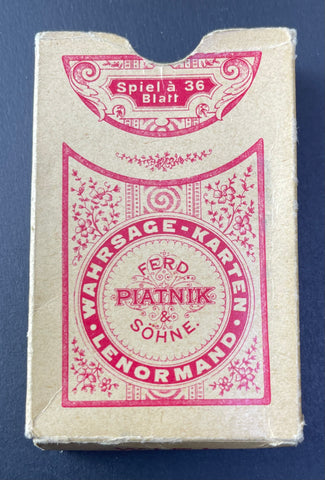 Spiel à 36
Blatt
WAHRSAGE-KARTEN
FERD
PIATNIK
&
SÖHNE.
· LENORMAND ·